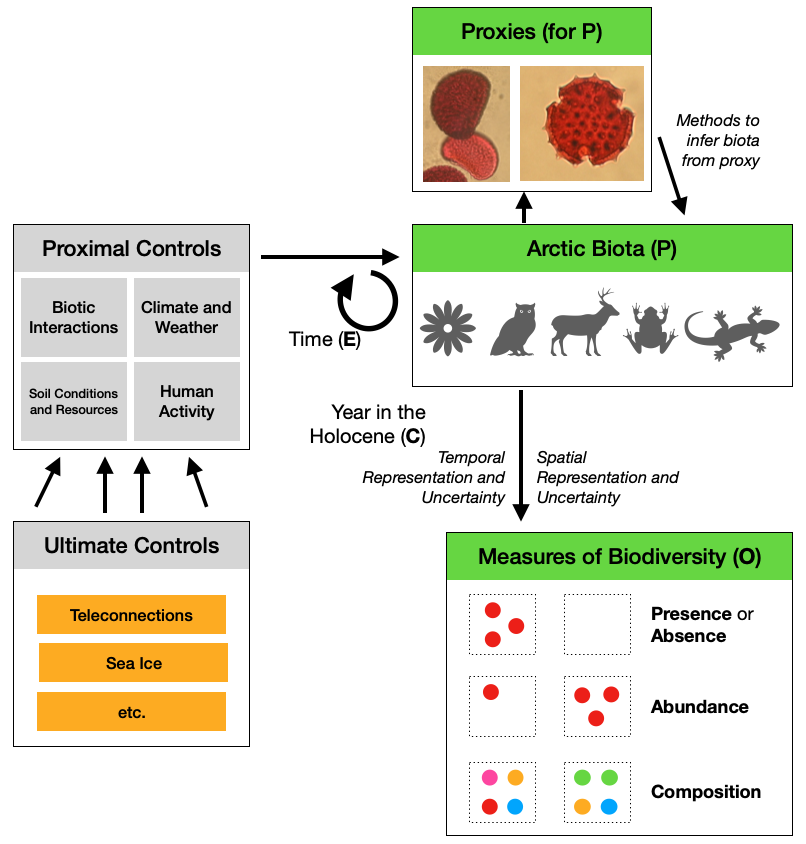 Proxies (for P)
Methods to
infer biota
from proxy
Proximal Controls
Biotic
Interactions
Climate and
Weather
Soil Conditions
and Resources
Human
Activity
Time (E)
Arctic Biota (P)
Year in the
Holocene (C)
Temporal
Representation and
Uncertainty
Spatial
Representation and
Uncertainty
Ultimate Controls
Teleconnections
Sea Ice
etc.
Measures of Biodiversity (O)
Presence or
Absence
Abundance
Composition